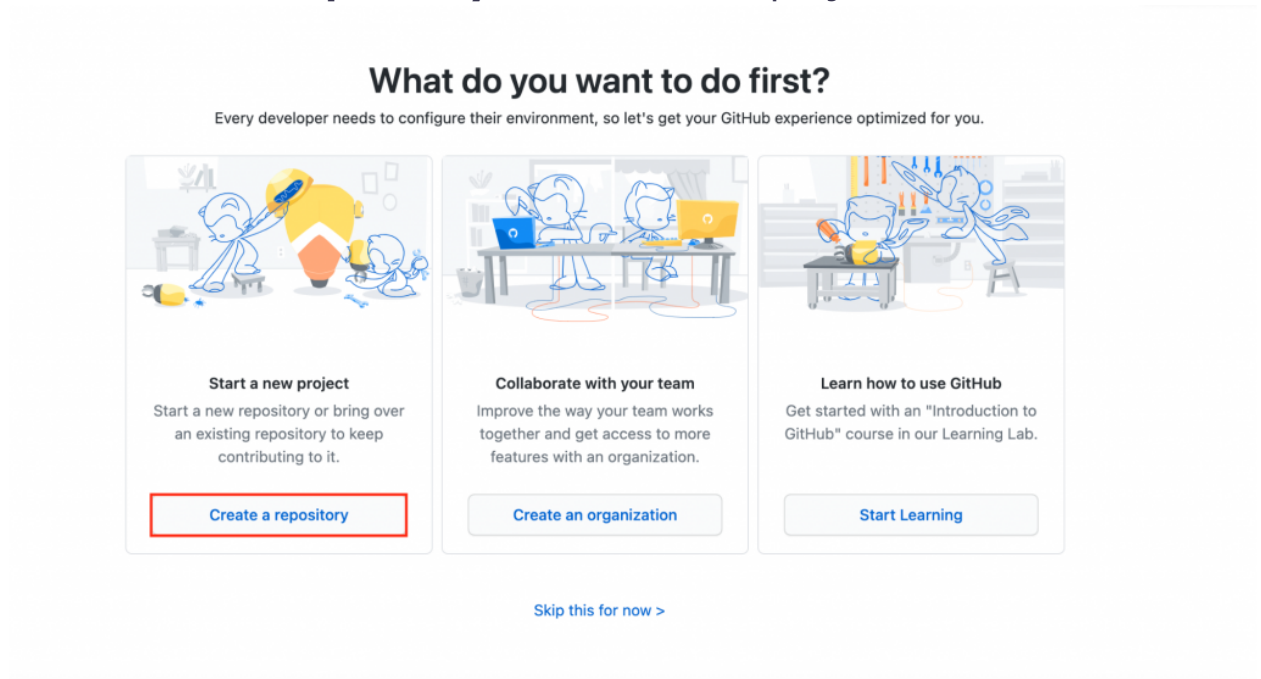 What do you want to do first?
Every developer needs to configure their environment, so let's get your GitHub experience optimized for you.
Start a new project
Start a new repository or bring over
an existing repository to keep
contributing to it.
Create a repository
Collaborate with your team
Improve the way your team works
together and get access to more
features with an organization.
Create an organization
Learn how to use GitHub
Get started with an "Introduction to
GitHub" course in our Learning Lab.
Start Learning
Skip this for now >